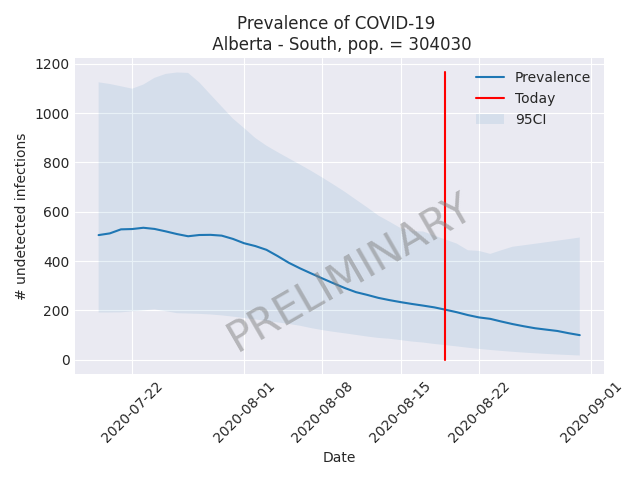 Prevalence of COVID-19
Alberta - South, pop. = 304030
1200
1000
800
600
400
200
0
# undetected infections
Prevalence
Today
95CI
PRELIMINARY
2020-07-22
2020-08-01
2020-08-08
2020-08-15
2020-08-22
2020-09-01
Date